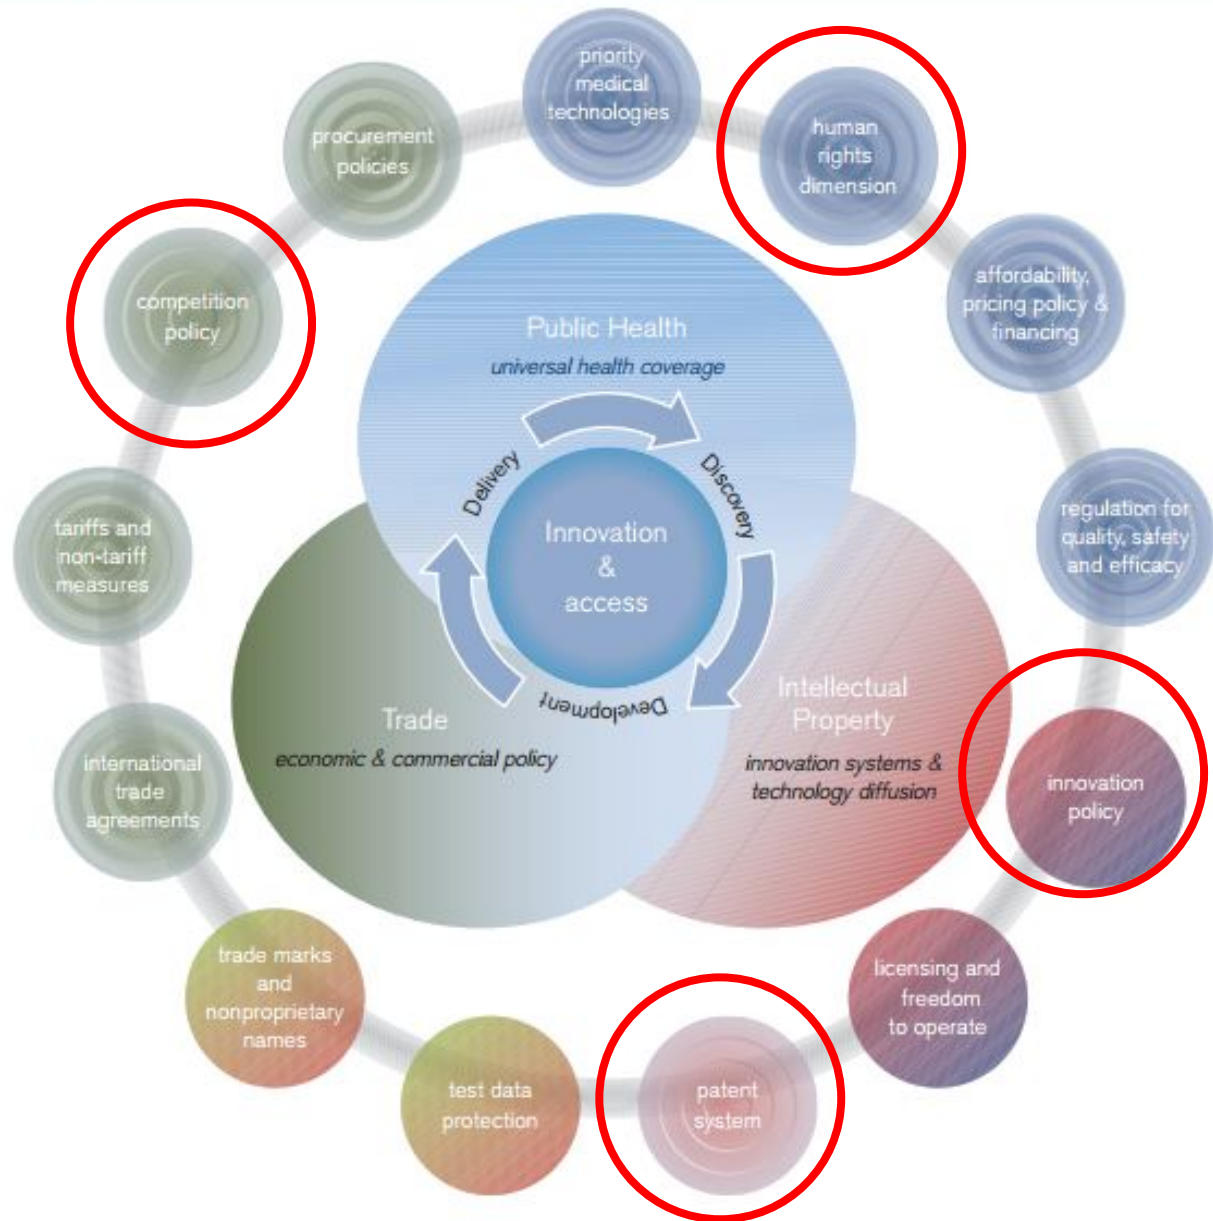 priority
medical
technologies
human
rights
dimension
affordability,
pricing policy &
financing
regulation for
quality, safety
and efficacy
innovation
policy
licensing and
freedom
to operate
patent
system
test data
protection
trade marks
and
nonproprietary
names
international
trade
agreements
tariffs and
non-tariff
measures
competition
policy
procurement
policies
Public Health
universal health coverage
Delivery
Discovery
Development
Innovation
&
access
Trade
economic & commercial policy
Intellectual
Property
innovation systems &
technology diffusion